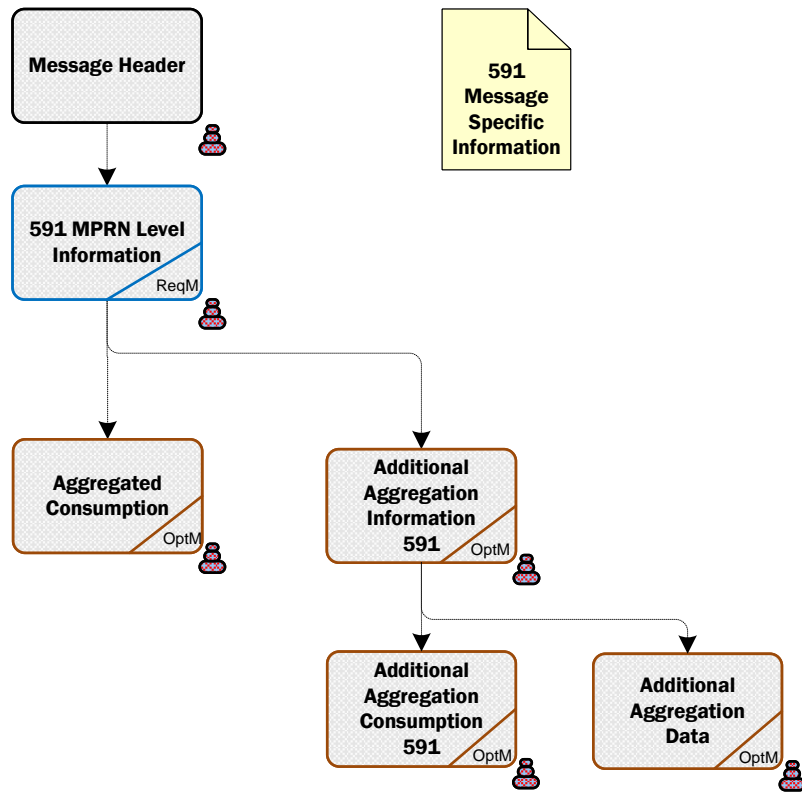 Message Header
591
Message
Specific
Information
591 MPRN Level
Information
ReqM
Aggregated
Consumption
OptM
Additional
Aggregation
Information
591
OptM
Additional
Aggregation
Consumption
591
OptM
Additional
Aggregation
Data
OptM